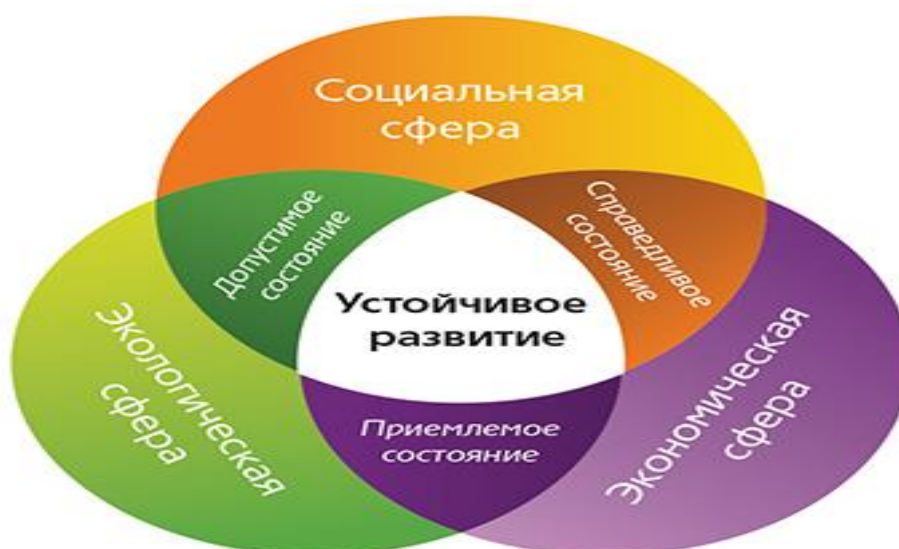 Социальная
сфера
Допустимое
состояние
Справедливое
состояние
Устойчивое
развитие
Экологическая
сфера
Приемлемое
состояние
Экономическая
сфера